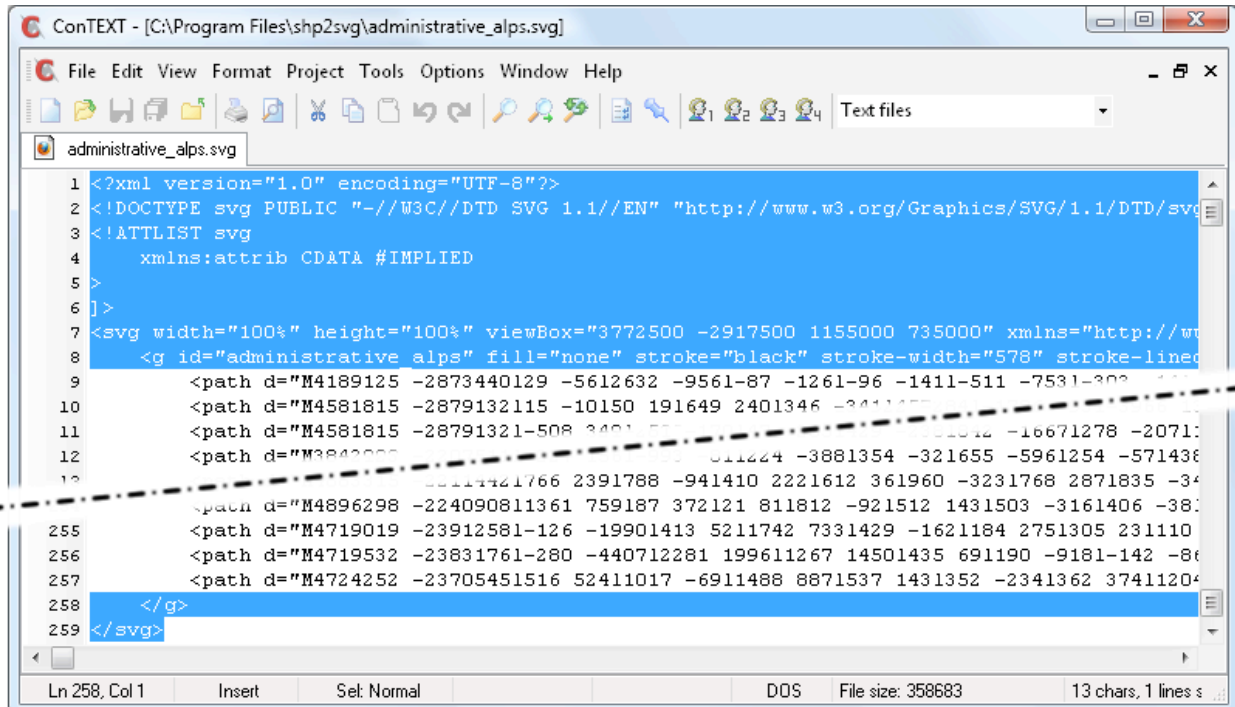 ConTEXT - [C:\Program Files\shp2svg\administrative_alps.svg]
File Edit View Format Project Tools Options Window Help
Text files
administrative_alps.svg
1 <?xml version="1.0" encoding="UTF-8"?>
2 <!DOCTYPE svg PUBLIC "-//W3C//DTD SVG 1.1//EN" "http://www.w3.org/Graphics/SVG/1.1/DTD/svg
3 <!ATTLIST svg
4 xmlns:attrib CDATA #IMPLIED
5 >
6 ]>
7 <svg width="100%" height="100%" viewBox="3772500 -2917500 1155000 735000" xmlns="http://w
8 <g id="administrative_alps" fill="none" stroke="black" stroke-width="578" stroke-linec
9 <path d="M4189125 -2873440129 -5612632 -9561-87 -1261-96 -1411-511 -7531-303
10 <path d="M4581815 -2879132115 -10150 191649 2401346
11 <path d="M4581815 -28791321-508 -16671278 -2071
12 <path -3881354 -321655 -5961254 -571438
13 2391788 -941410 2221612 361960 -3231768 2871835 -34
<path d="M4896298 -224090811361 759187 372121 811812 -921512 1431503 -3161406 -381
255 <path d="M4719019 -23912581-126 -19901413 5211742 7331429 -1621184 2751305 231110
256 <path d="M4719532 -23831761-280 -440712281 199611267 14501435 691190 -9181-142 -86
257 <path d="M4724252 -23705451516 52411017 -6911488 8871537 1431352 -2341362 37411204
258 </g>
259 </svg>
Ln 258, Col 1 Insert Sel: Normal DOS File size: 358683 13 chars, 1 lines s